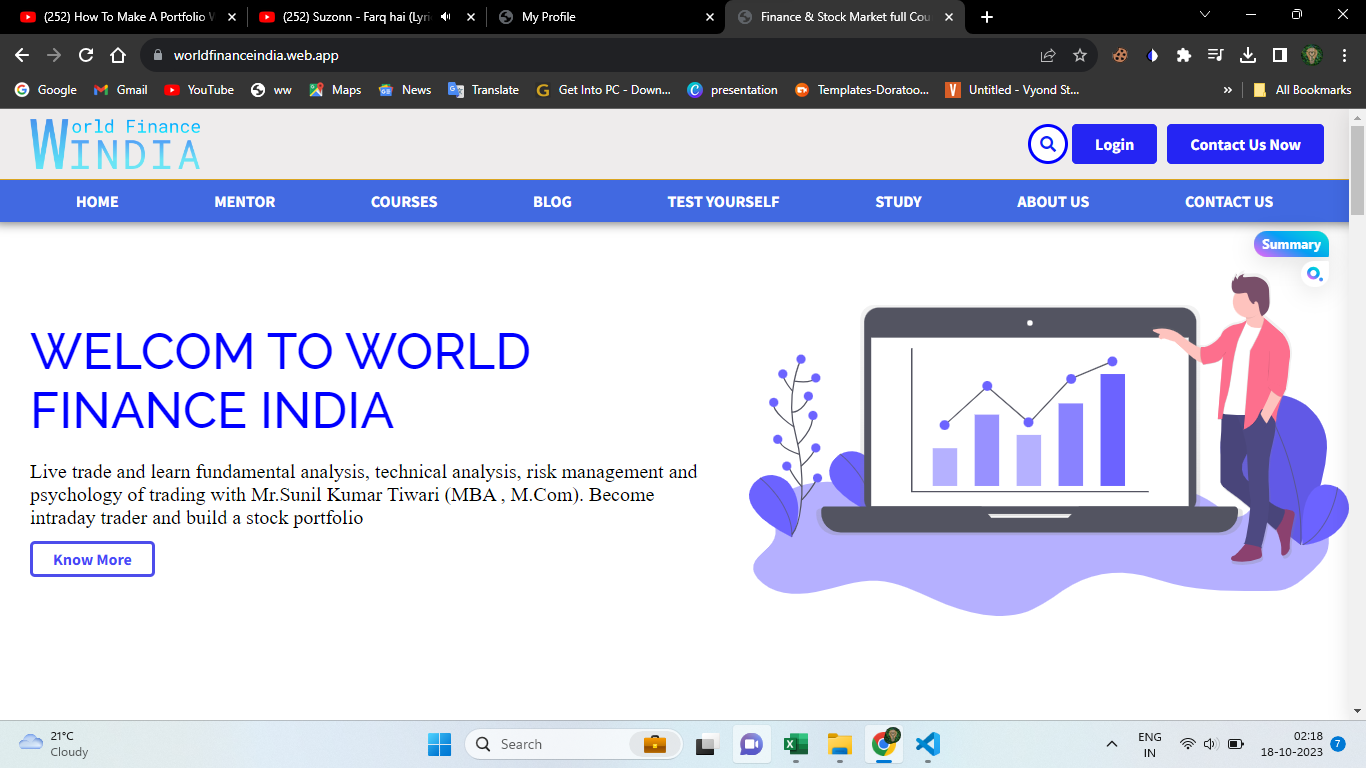 (252) How To Make A Portfolio W
(252) Suzonn - Farq hai (Lyri
My Profile
Finance & Stock Market full Cou
worldfinanceindia.web.app
Google
Gmail
YouTube
ww
Maps
News
Translate
Get Into PC - Down...
presentation
Templates-Doratoo...
Untitled - Vyond St...
»
All Bookmarks
World Finance
INDIA
Login
Contact Us Now
HOME
MENTOR
COURSES
BLOG
TEST YOURSELF
STUDY
ABOUT US
CONTACT US
Summary
WELCOM TO WORLD
FINANCE INDIA
Live trade and learn fundamental analysis, technical analysis, risk management and
psychology of trading with Mr.Sunil Kumar Tiwari (MBA , M.Com). Become
intraday trader and build a stock portfolio
Know More
21°C
Cloudy
Search
ENG
IN
02:18
18-10-2023
7